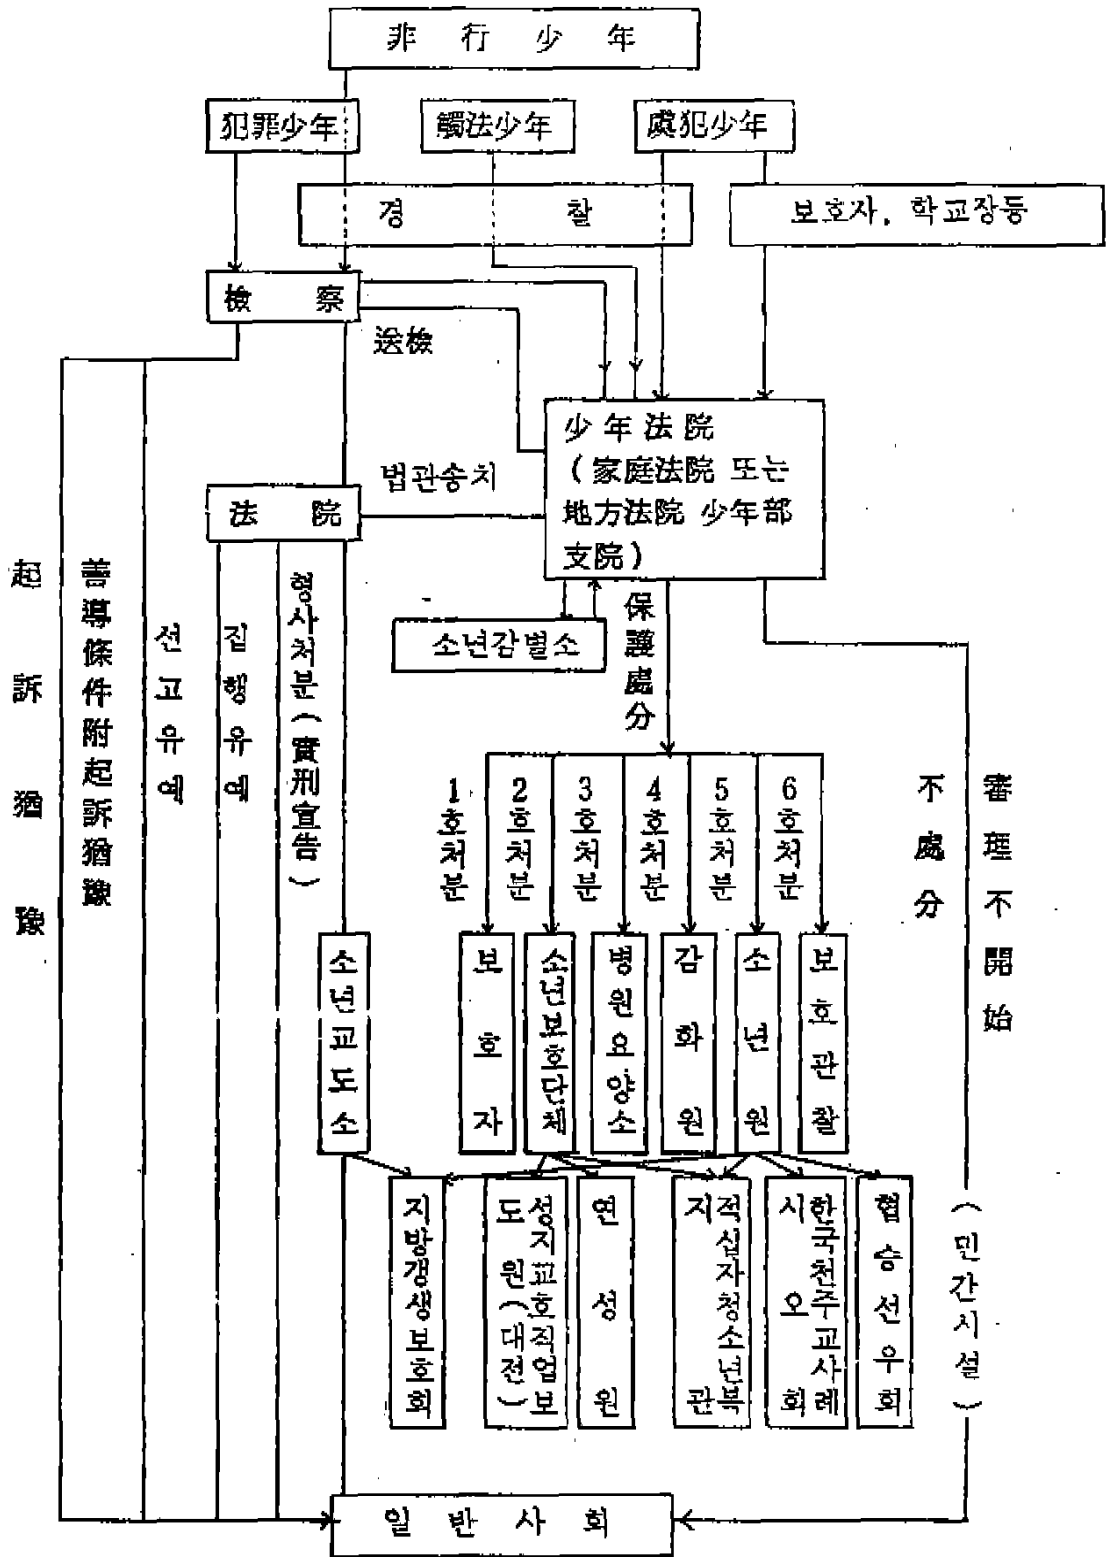 非行少年
犯罪少年
觸法少年
虞犯少年
경찰
보호자, 학교장등
檢察
送檢
少年法院
(家庭法院 또는
地方法院 少年部
支院)
법관송치
法院
소년감별소
保護處分
起訴猶豫
善導條件附起訴猶豫
선고유예
집행유예
형사처분(實刑宣告)
1호처분
2호처분
3호처분
4호처분
5호처분
6호처분
不處分
審理不開始
소년교도소
보호자
소년보호단체
병원요양소
감화원
소년원
보호관찰
지방갱생보호회
성지교호직업보
도원(대전)
연성원
적십자청소년복
지관
한국천주교사례
시오회
협승선우회
(민간시설)
일반사회